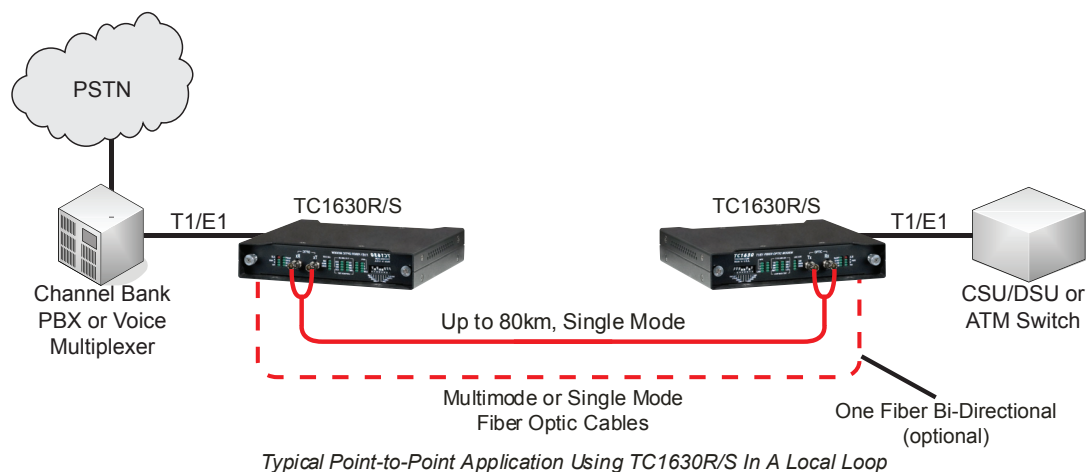 PSTN
TC1630R/S
TC1630R/S
T1/E1
T1/E1
Channel Bank
PBX or Voice
Multiplexer
CSU/DSU or
ATM Switch
Up to 80km, Single Mode
Multimode or Single Mode
Fiber Optic Cables
One Fiber Bi-Directional
(optional)
Typical Point-to-Point Application Using TC1630R/S In A Local Loop